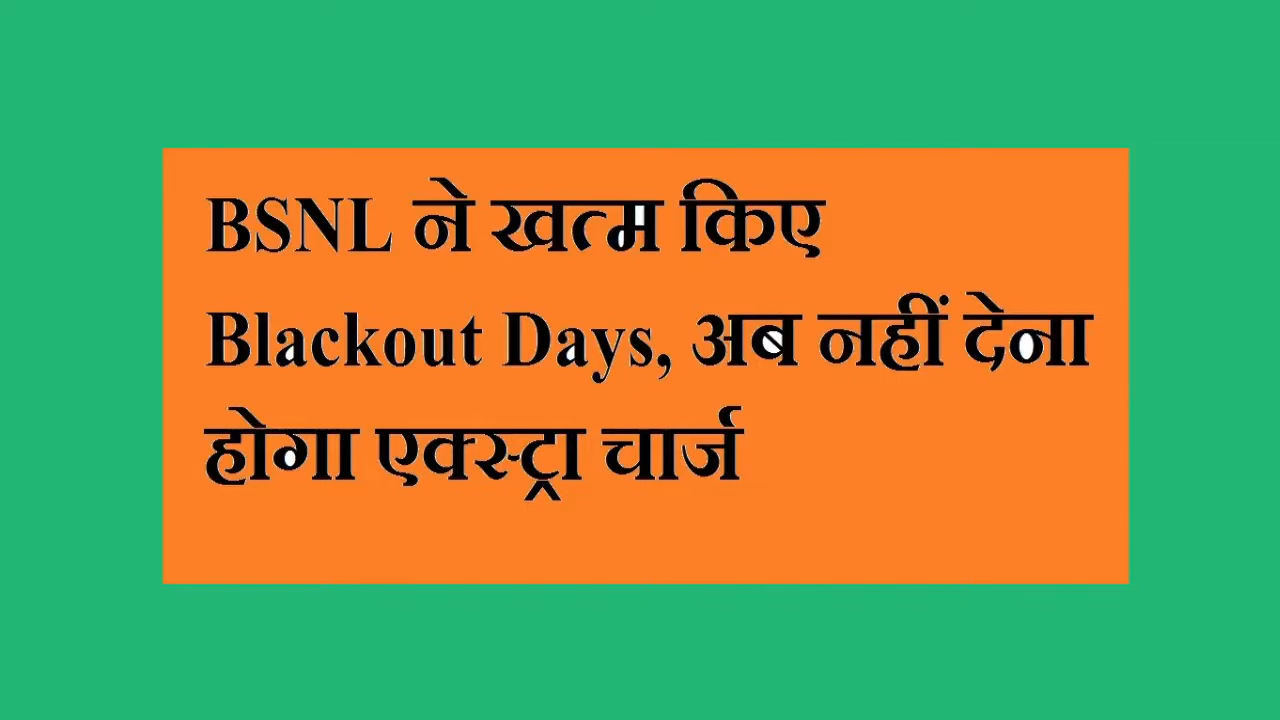 BSNL ने खत्म किए
Blackout Days, अब नहीं देना
होगा एक्स्ट्रा चार्ज